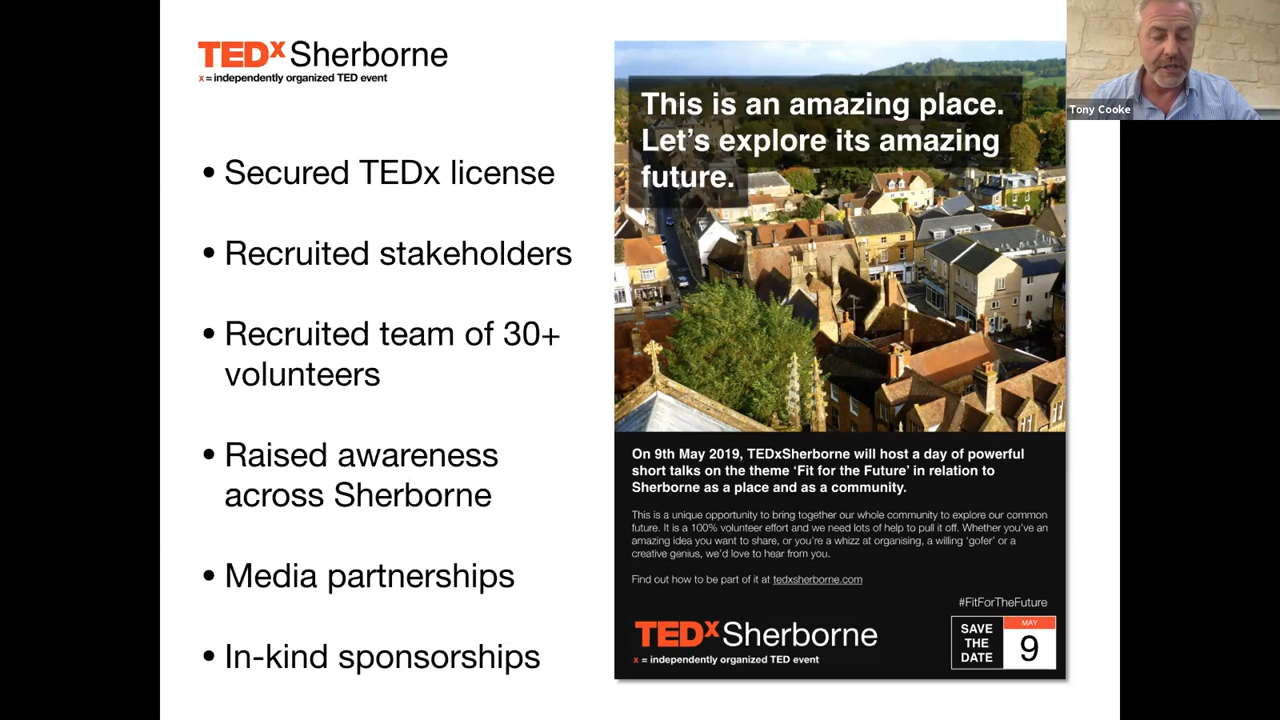 TEDxSherborne
x = independently organized TED event
• Secured TEDx license
• Recruited stakeholders
• Recruited team of 30+
volunteers
• Raised awareness
across Sherborne
• Media partnerships
• In-kind sponsorships
This is an amazing place.
Let's explore its amazing
future.
On 9th May 2019, TEDxSherborne will host a day of powerful
short talks on the theme 'Fit for the Future' in relation to
Sherborne as a place and as a community.
This is a unique opportunity to bring together our whole community to explore our common
future. It is a 100% volunteer effort and we need lots of help to pull it off. Whether you've an
amazing idea you want to share, or you're a whizz at organising, a willing 'gofer' or a
creative genius, we'd love to hear from you.
Find out how to be part of it at tedxsherborne.com
#FitForTheFuture
TEDxSherborne
x = independently organized TED event
SAVE
THE
DATE
MAY
9
Tony Cooke